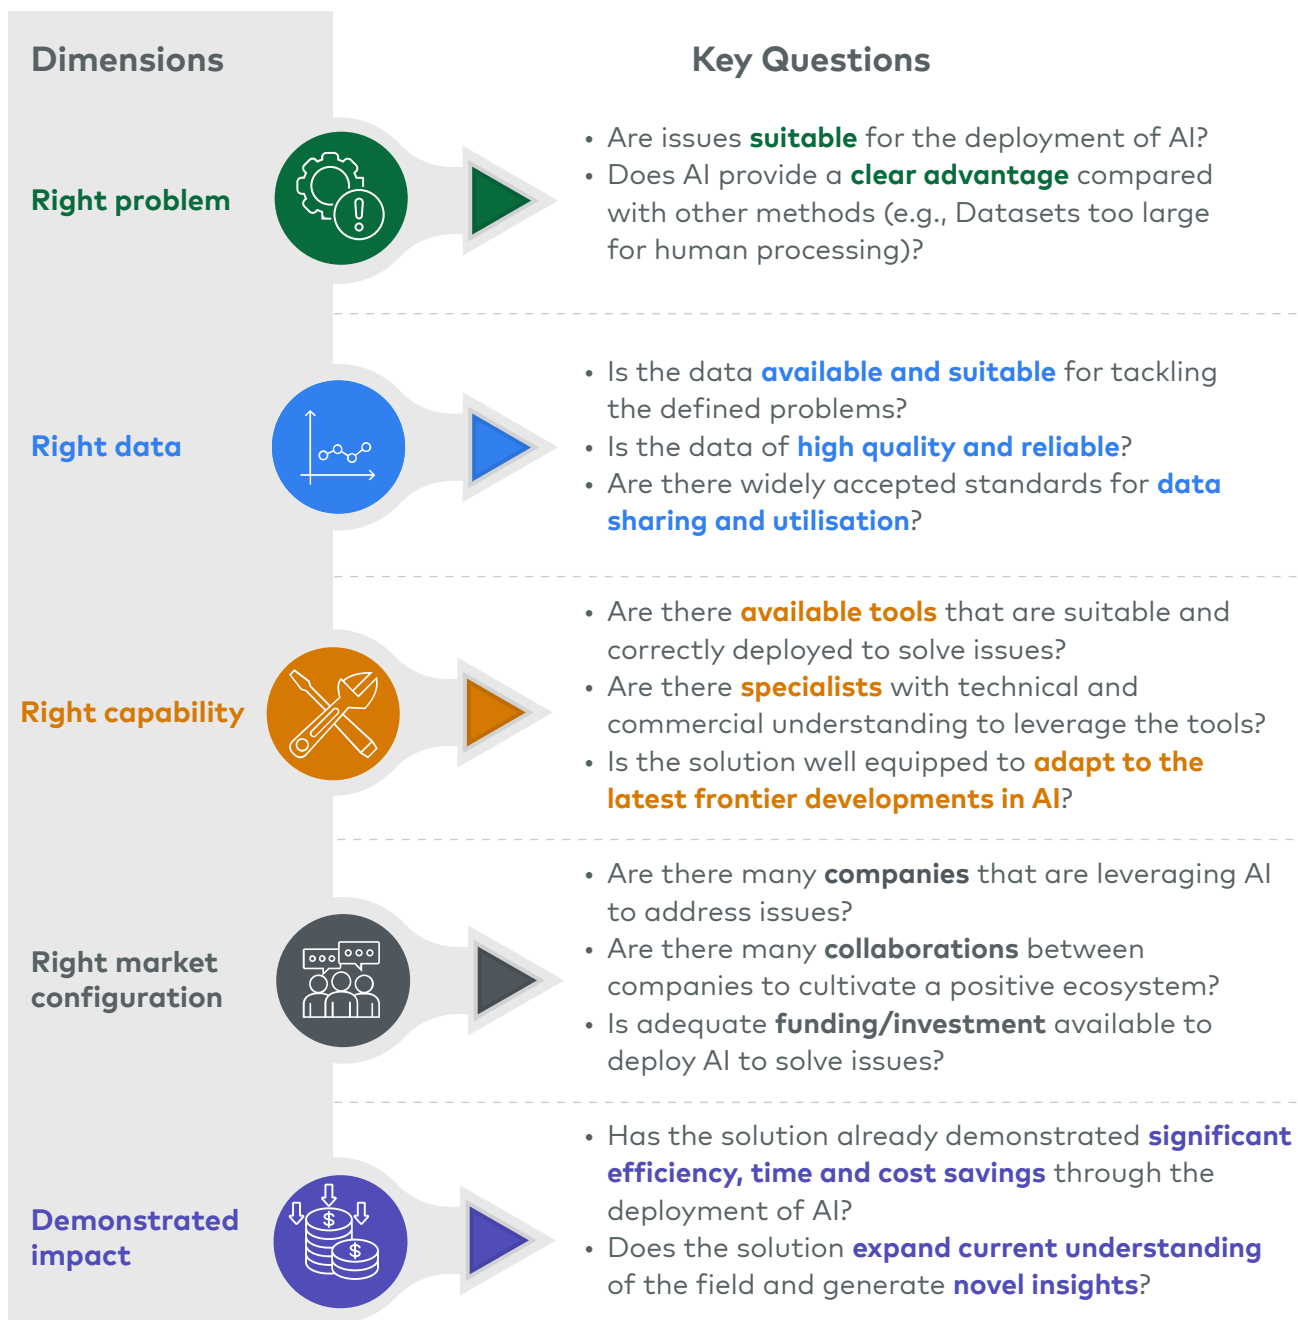 Dimensions
Key Questions
Right problem
• Are issues suitable for the deployment of AI?
• Does AI provide a clear advantage compared
with other methods (e.g., Datasets too large
for human processing)?
Right data
• Is the data available and suitable for tackling
the defined problems?
• Is the data of high quality and reliable?
• Are there widely accepted standards for data
sharing and utilisation?
Right capability
• Are there available tools that are suitable and
correctly deployed to solve issues?
• Are there specialists with technical and
commercial understanding to leverage the tools?
• Is the solution well equipped to adapt to the
latest frontier developments in AI?
Right market
configuration
• Are there many companies that are leveraging AI
to address issues?
• Are there many collaborations between
companies to cultivate a positive ecosystem?
• Is adequate funding/investment available to
deploy AI to solve issues?
Demonstrated
impact
$
$
• Has the solution already demonstrated significant
efficiency, time and cost savings through the
deployment of AI?
• Does the solution expand current understanding
of the field and generate novel insights?